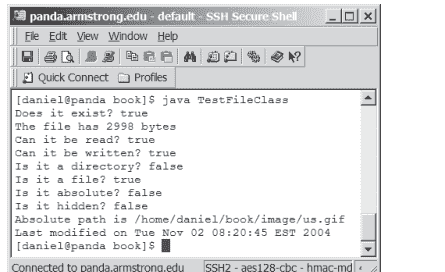 panda.armstrong.edu - default - SSH Secure Shell
File Edit View Window Help
Quick Connect Profiles
[daniel@panda book]$ java TestFileClass
Does it exist? true
The file has 2998 bytes
Can it be read? true
Can it be written? true
Is it a directory? false
Is it a file? true
Is it absolute? false
Is it hidden? false
Absolute path is /home/daniel/book/image/us.gif
Last modified on Tue Nov 02 08:20:45 EST 2004
[daniel@panda book]$
Connected to panda.armstrong.edu SSH2 - aes128-cbc - hmac-md